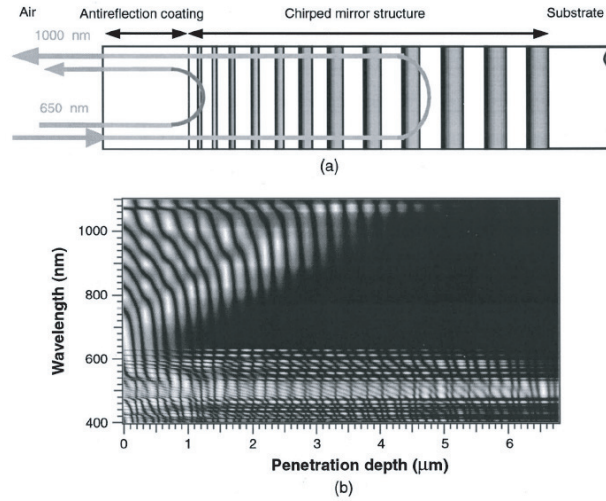 Air
Antireflection coating
Chirped mirror structure
Substrate
1000 nm
650 nm
(a)
Wavelength (nm)
1000
800
600
400
0 1 2 3 4 5 6
Penetration depth (μm)
(b)